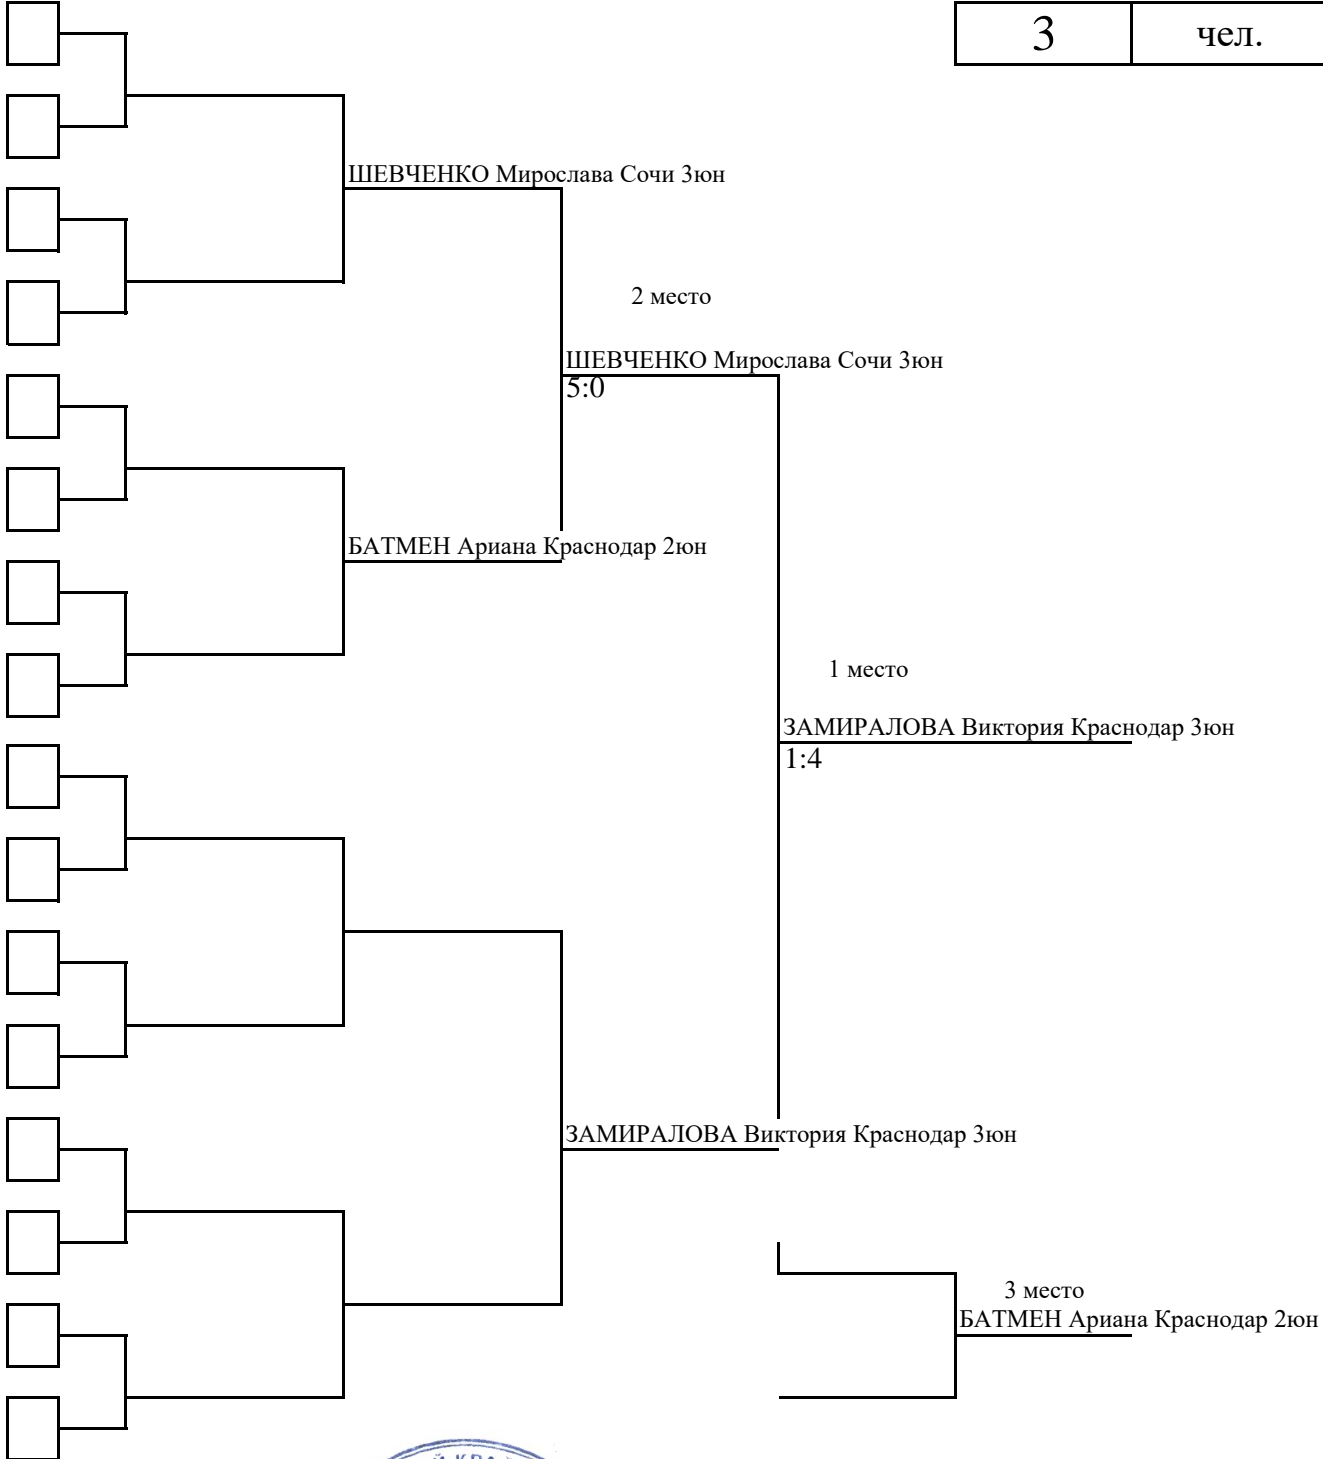 3 чел.
ШЕВЧЕНКО Мирослава Сочи 3юн
2 место
ШЕВЧЕНКО Мирослава Сочи 3юн
5:0
БАТМЕН Ариана Краснодар 2юн
1 место
ЗАМИРАЛОВА Виктория Краснодар 3юн
1:4
ЗАМИРАЛОВА Виктория Краснодар 3юн
3 место
БАТМЕН Ариана Краснодар 2юн